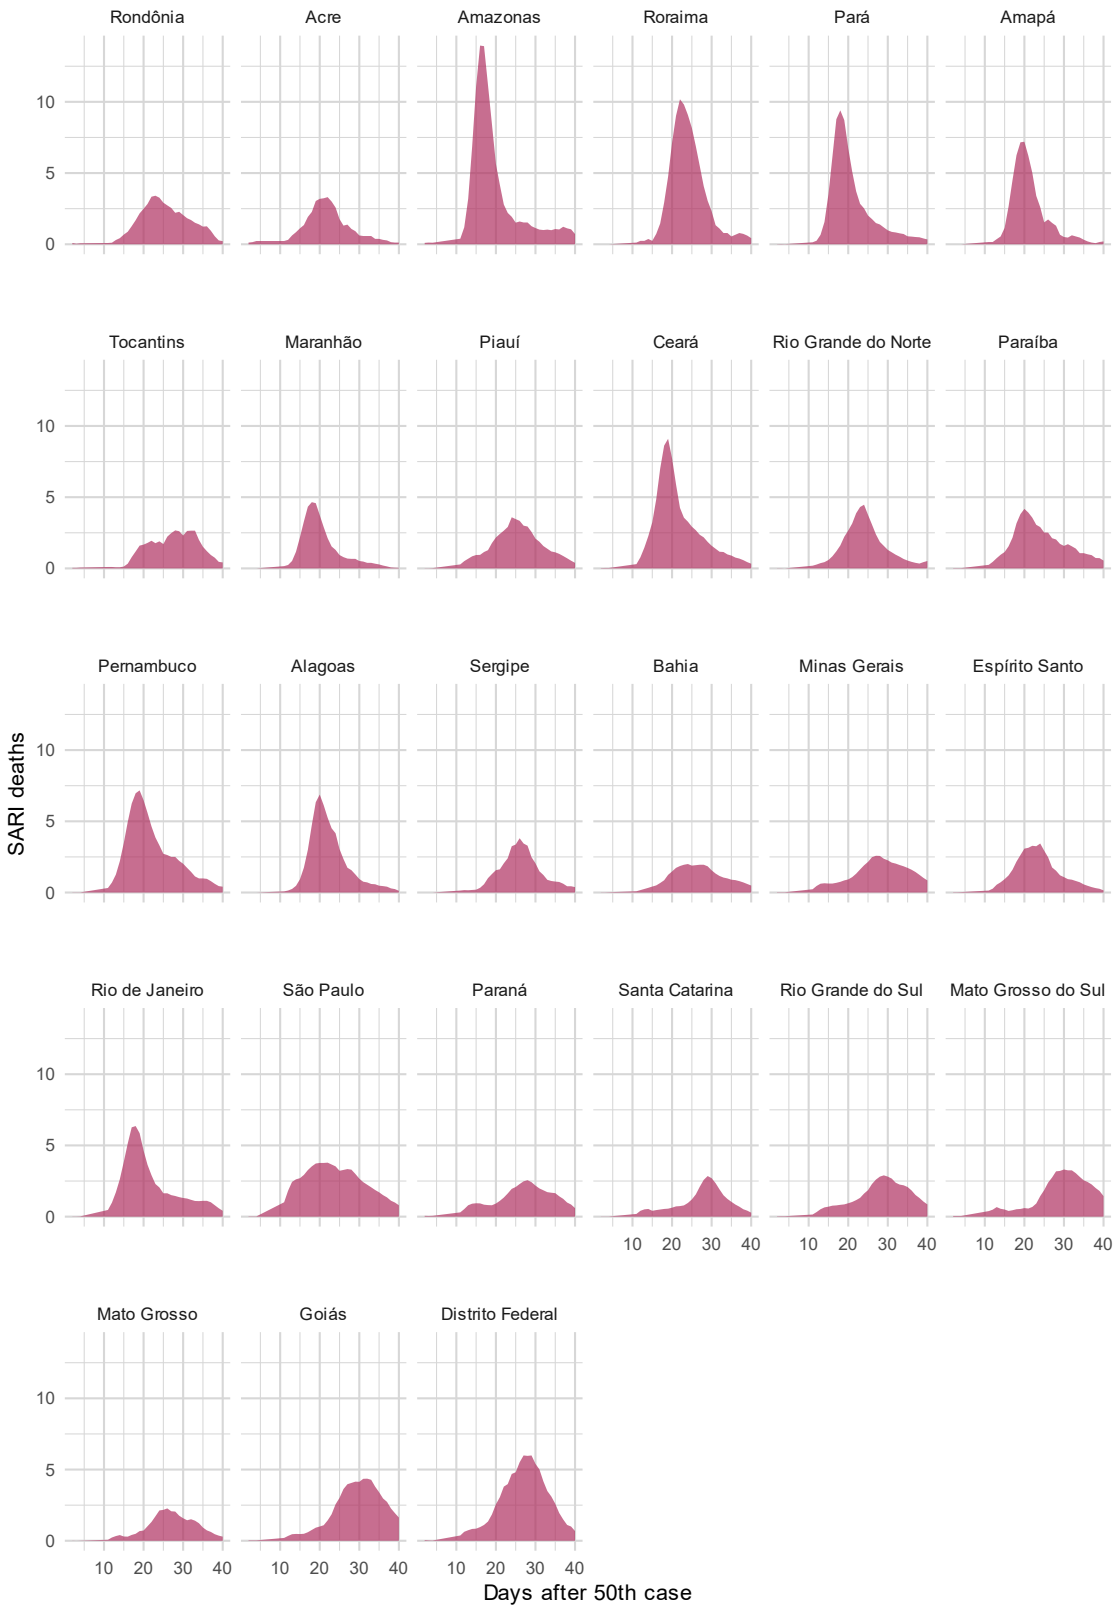 Rondônia Acre Amazonas Roraima Pará Amapá
10
5
0
Tocantins Maranhão Piauí Ceará Rio Grande do Norte Paraíba
10
5
0
Pernambuco Alagoas Sergipe Bahia Minas Gerais Espírito Santo
10
5
0
SARI deaths
Rio de Janeiro São Paulo Paraná Santa Catarina Rio Grande do Sul Mato Grosso do Sul
10
5
0
10 20 30 40 10 20 30 40 10 20 30 40
Mato Grosso Goiás Distrito Federal
10
5
0
10 20 30 40 10 20 30 40 10 20 30 40
Days after 50th case